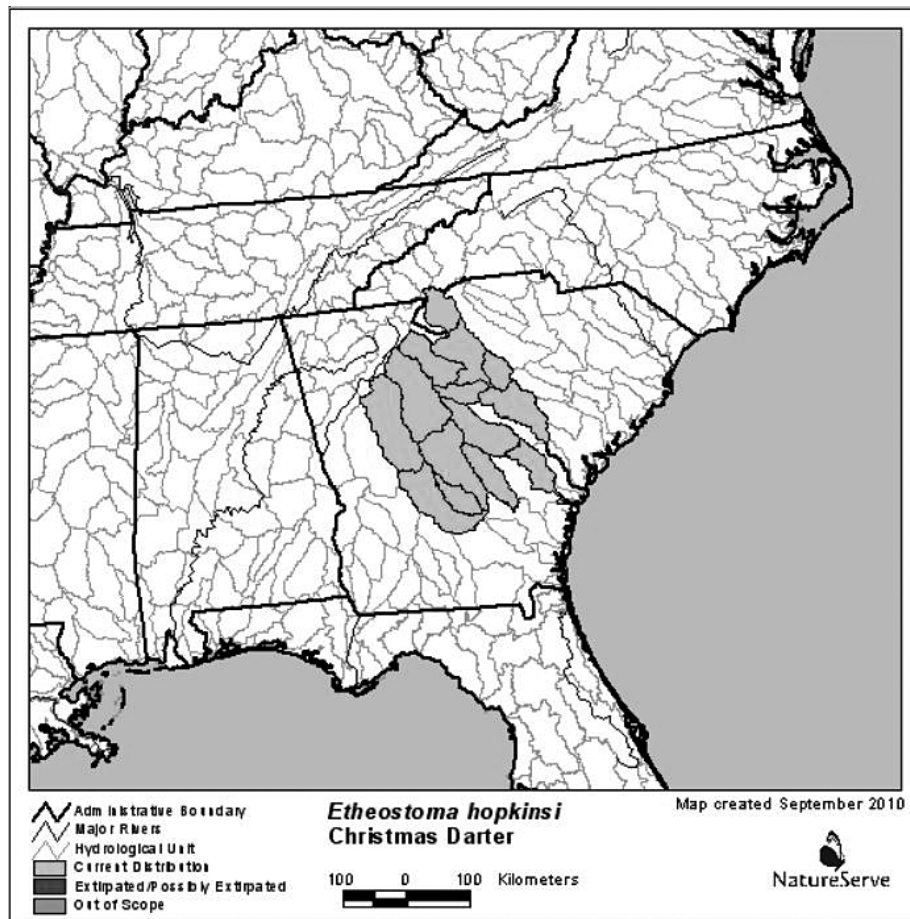 Administrative Boundary
Major Rivers
Hydrological Unit
Current Distribution
Extirpated/Possibly Extirpated
Out of Scope
Etheostoma hopkinsi
Christmas Darter
100 0 100 Kilometers
Map created September 2010
NatureServe